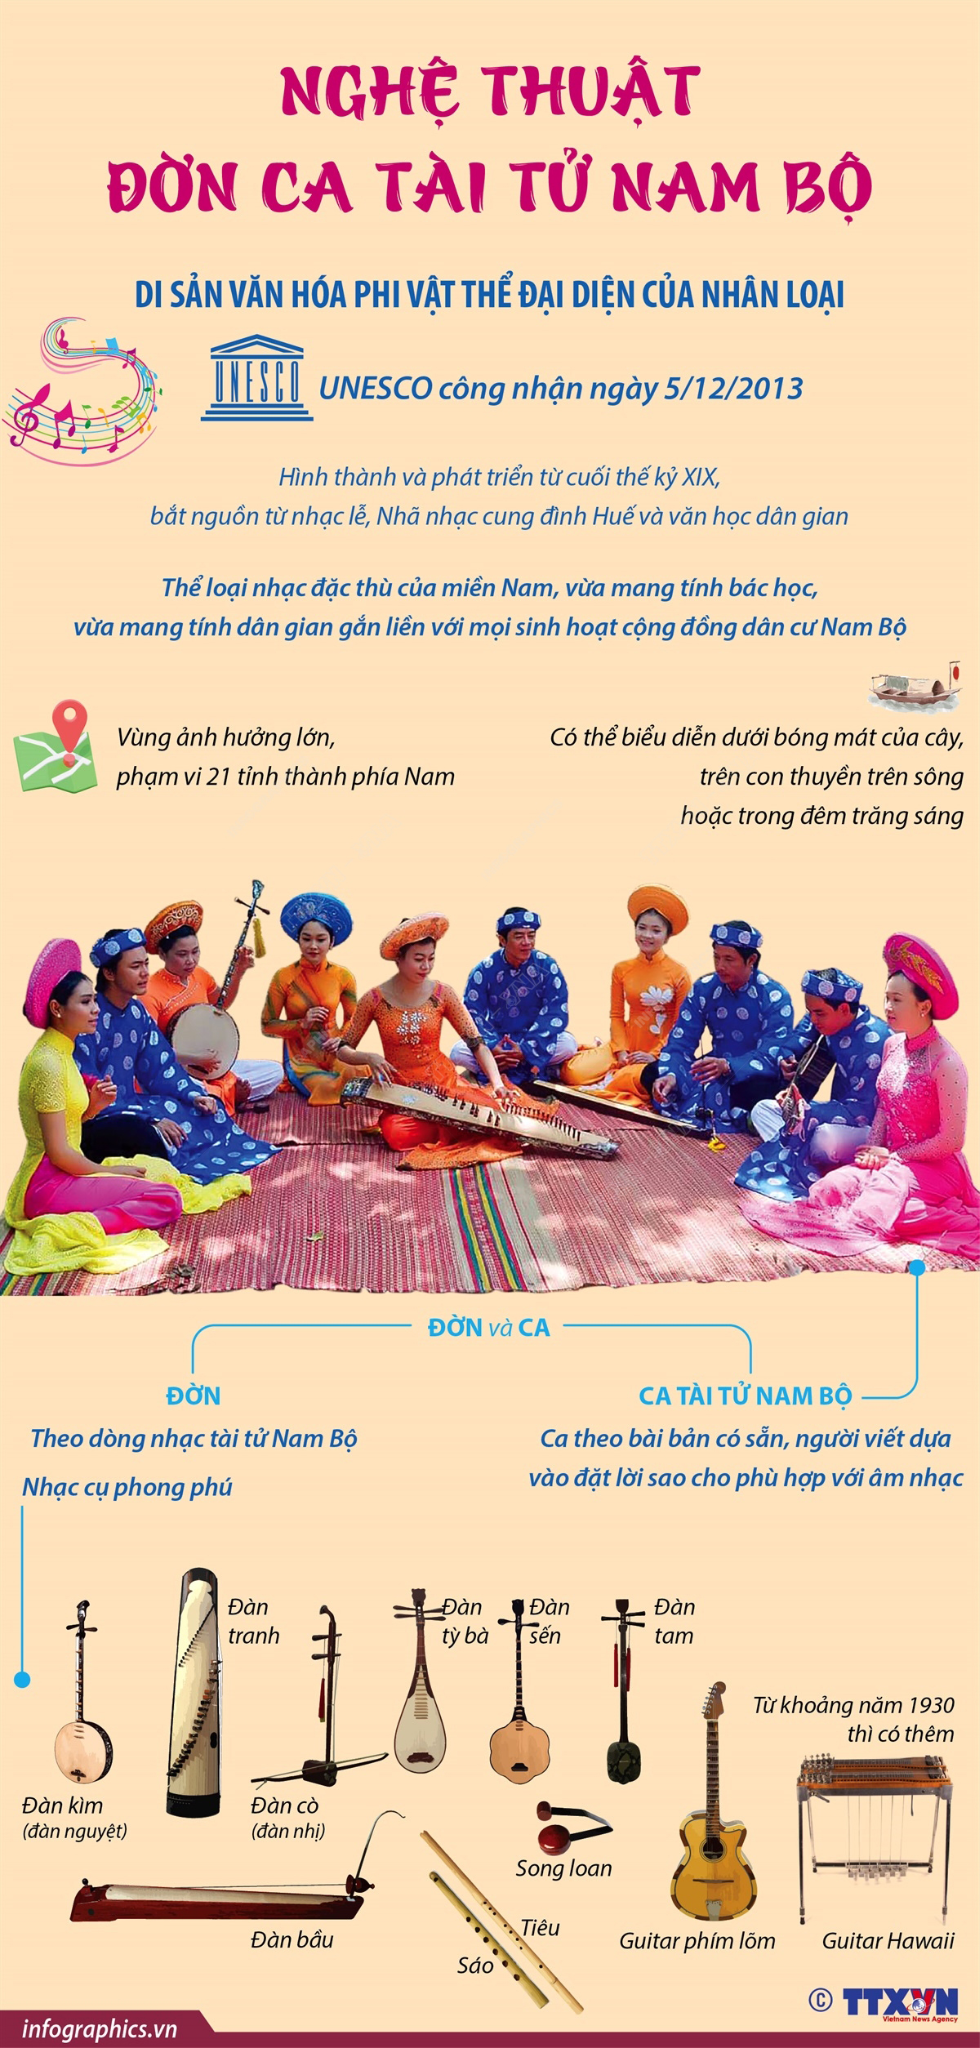 NGHỆ THUẬT
ĐỜN CA TÀI TỬ NAM BỘ
DI SẢN VĂN HÓA PHI VẬT THỂ ĐẠI DIỆN CỦA NHÂN LOẠI
UNESCO
UNESCO công nhận ngày 5/12/2013
Hình thành và phát triển từ cuối thế kỷ XIX,
bắt nguồn từ nhạc lễ, Nhã nhạc cung đình Huế và văn học dân gian
Thể loại nhạc đặc thù của miền Nam, vừa mang tính bác học,
vừa mang tính dân gian gắn liền với mọi sinh hoạt cộng đồng dân cư Nam Bộ
Vùng ảnh hưởng lớn,
phạm vi 21 tỉnh thành phía Nam
Có thể biểu diễn dưới bóng mát của cây,
trên con thuyền trên sông
hoặc trong đêm trăng sáng
ĐỜN và CA
ĐỜN
Theo dòng nhạc tài tử Nam Bộ
Nhạc cụ phong phú
CA TÀI TỬ NAM BỘ
Ca theo bài bản có sẵn, người viết dựa
vào đặt lời sao cho phù hợp với âm nhạc
Đàn
tranh
Đàn
tỳ bà
Đàn
sến
Đàn
tam
Từ khoảng năm 1930
thì có thêm
Đàn kìm
(đàn nguyệt)
Đàn cò
(đàn nhị)
Song loan
Đàn bầu
Tiêu
Sáo
Guitar phím lõm
Guitar Hawaii
© TTXVN
Vietnam News Agency
infographics.vn